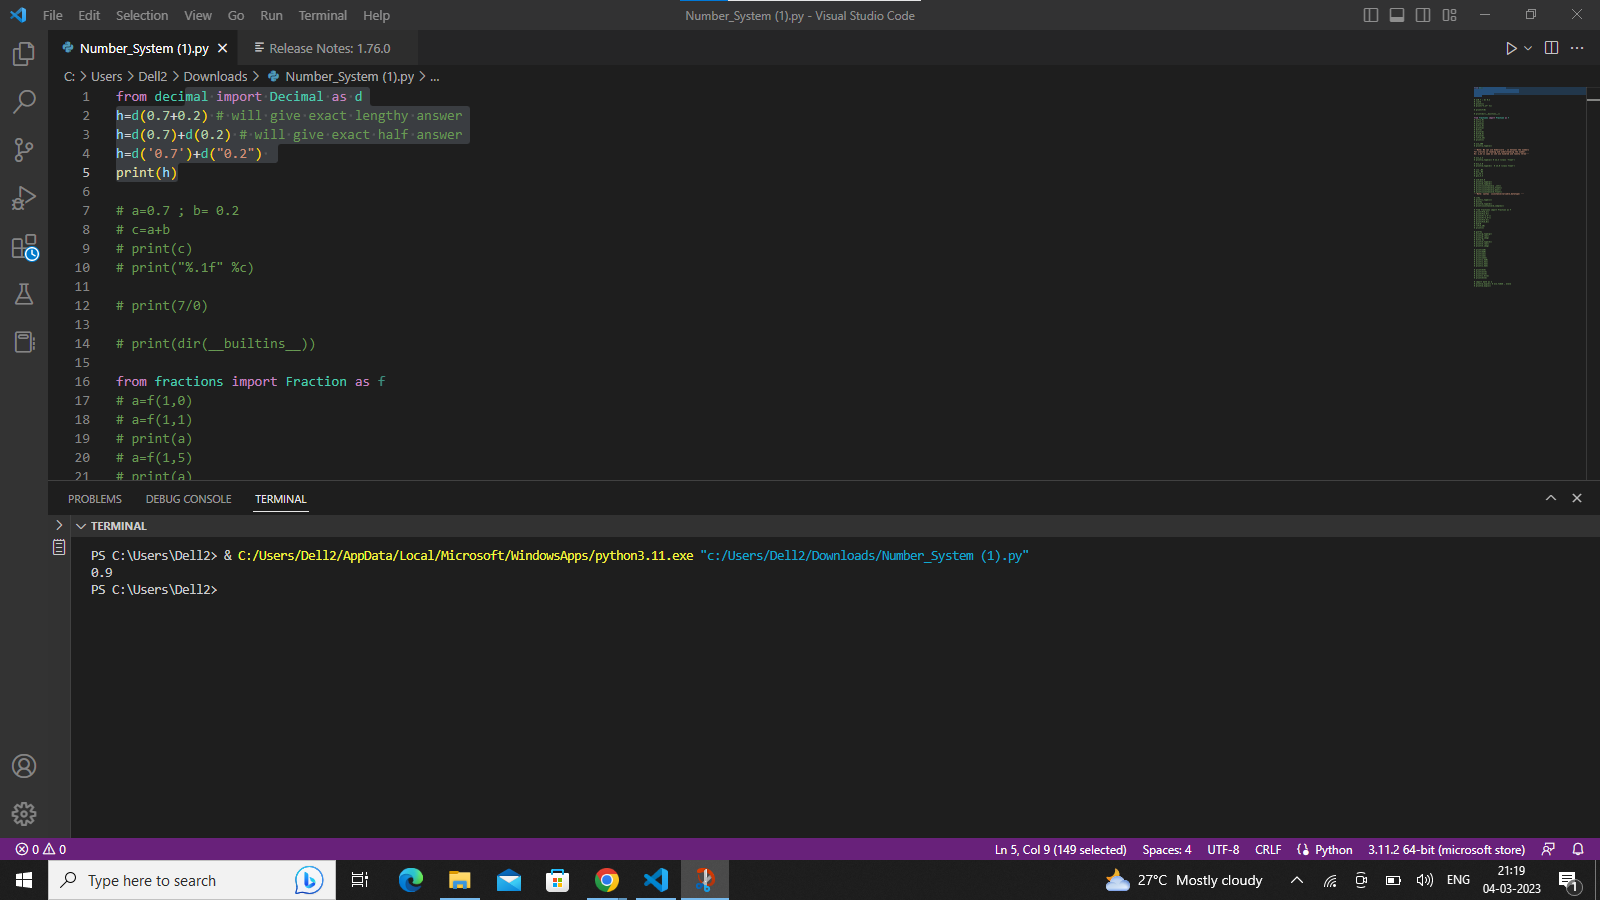 File Edit Selection View Go Run Terminal Help
Number_System (1).py - Visual Studio Code
Number_System (1).py
Release Notes: 1.76.0
C: > Users > Dell2 > Downloads > Number_System (1).py > ...
1 from decimal import Decimal as d
2 h=d(0.7+0.2) # will give exact lengthy answer
3 h=d(0.7)+d(0.2) # will give exact half answer
4 h=d('0.7')+d("0.2")
5 print(h)
6
7 # a=0.7 ; b= 0.2
8 # c=a+b
9 # print(c)
10 # print("%.1f" %c)
11
12 # print(7/0)
13
14 # print(dir(__builtins__))
15
16 from fractions import Fraction as f
17 # a=f(1,0)
18 # a=f(1,1)
19 # print(a)
20 # a=f(1,5)
21 # print(a)
PROBLEMS DEBUG CONSOLE TERMINAL
TERMINAL
PS C:\Users\Dell2> & C:/Users/Dell2/AppData/Local/Microsoft/WindowsApps/python3.11.exe "c:/Users/Dell2/Downloads/Number_System (1).py"
0.9
PS C:\Users\Dell2>
0 0
Ln 5, Col 9 (149 selected) Spaces: 4 UTF-8 CRLF Python 3.11.2 64-bit (microsoft store)
Type here to search
27°C Mostly cloudy
ENG
21:19
04-03-2023
1